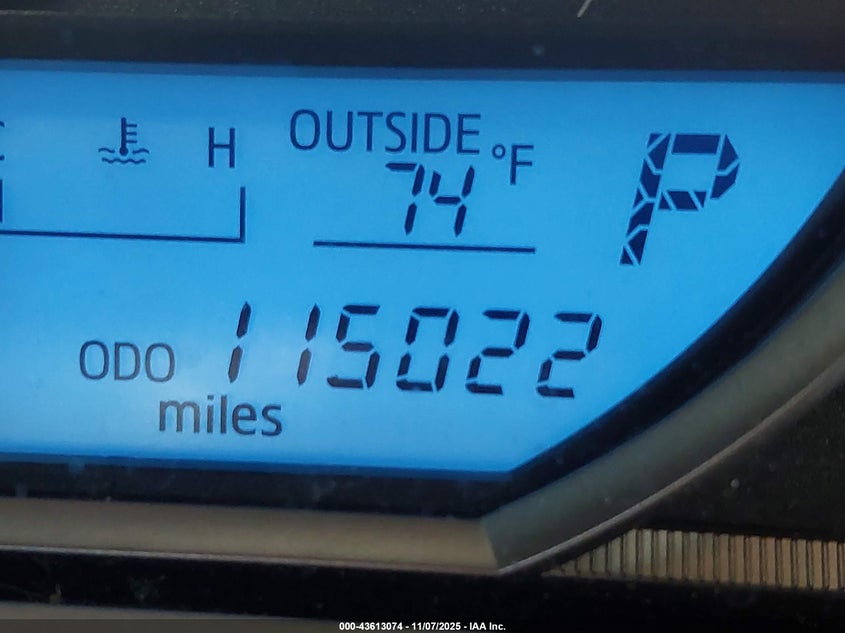 H
OUTSIDE °F
74
P
ODO 115022
miles
000-43613074 - 11/07/2025 - IAA Inc.